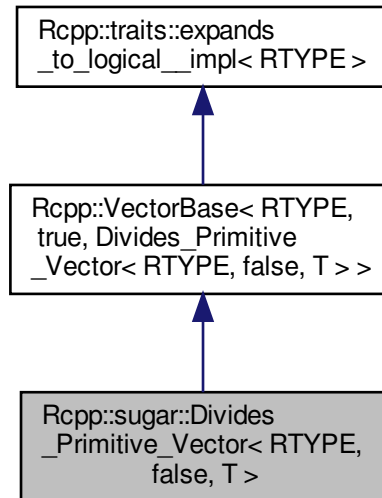 Rcpp::traits::expands
_to_logical__impl< RTYPE >
Rcpp::VectorBase< RTYPE,
true, Divides_Primitive
_Vector< RTYPE, false, T > >
Rcpp::sugar::Divides
_Primitive_Vector< RTYPE,
false, T >